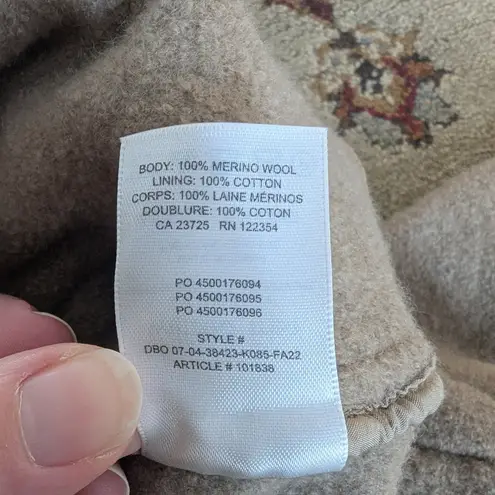 BODY: 100% MERINO WOOL
LINING: 100% COTTON
CORPS: 100% LAINE MÉRINOS
DOUBLURE: 100% COTON
CA 23725 RN 122354
PO 4500176094
PO 4500176095
PO 4500176096
STYLE #
DBO 07-04-38423-K085-FA22
ARTICLE # 101838